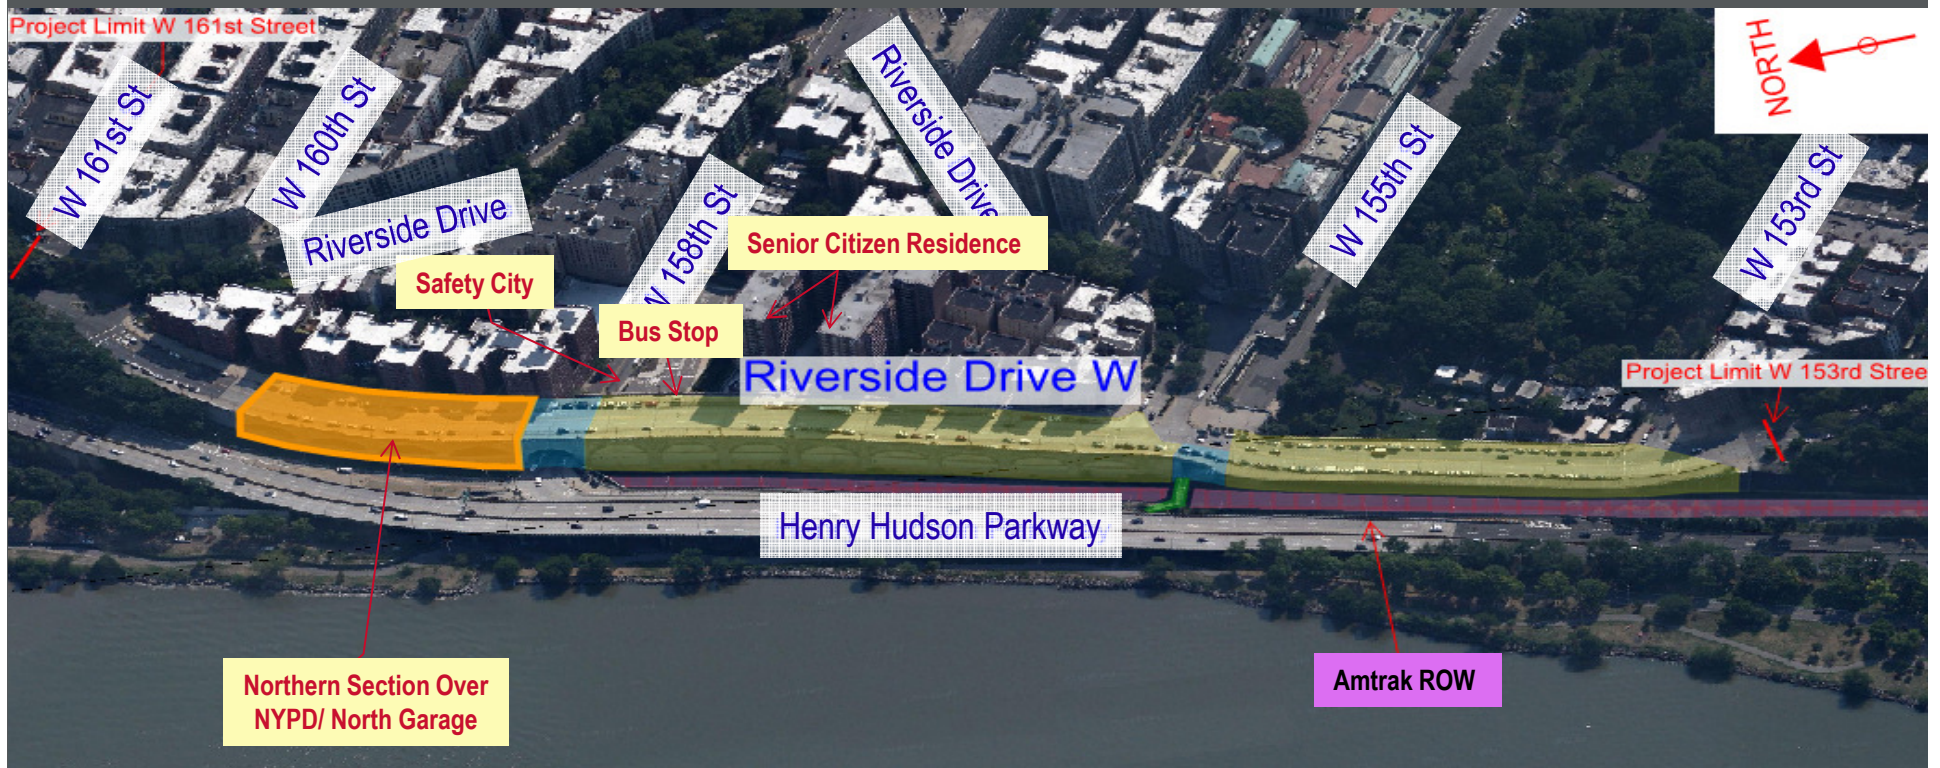 Project Limit W 161st Street
NORTH
W 161st St
W 160th St
Riverside Drive
Riverside Drive
W 158th St
W 155th St
W 153rd St
Senior Citizen Residence
Safety City
Bus Stop
Riverside Drive W
Project Limit W 153rd Stree
Henry Hudson Parkway
Northern Section Over
NYPD/ North Garage
Amtrak ROW